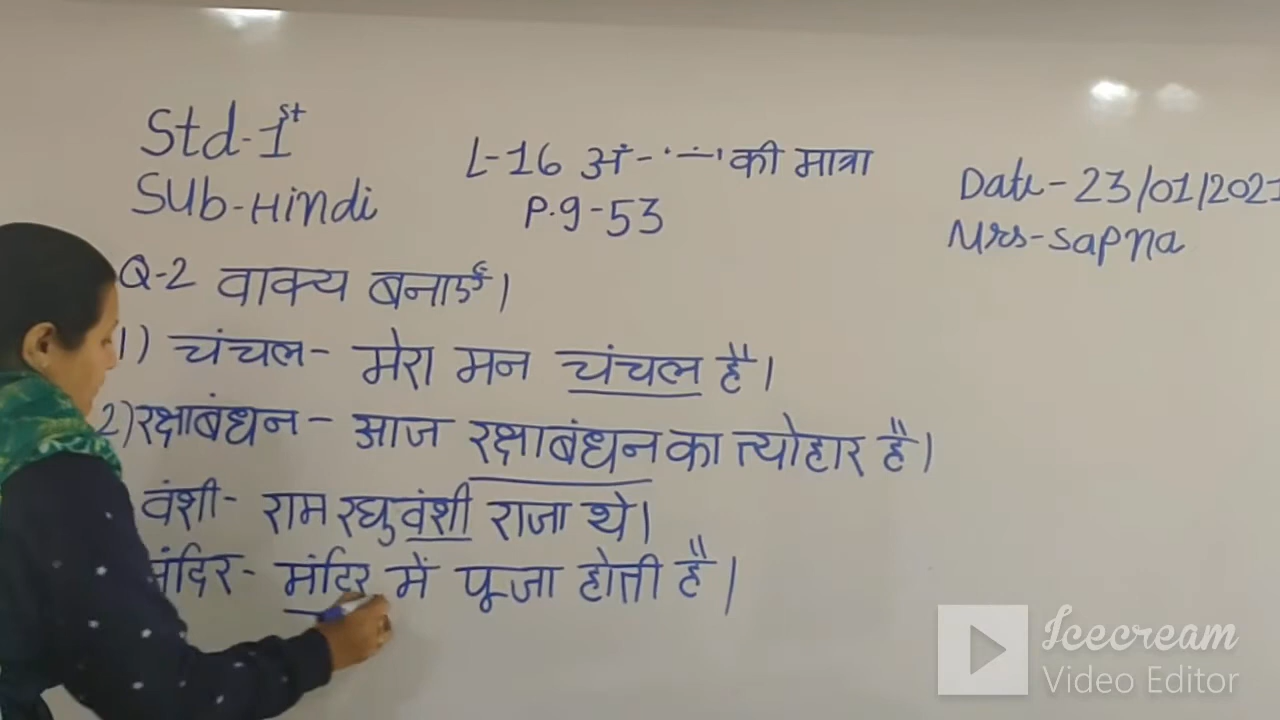 Std-1st
Sub-Hindi
L-16 अं- ं की मात्रा
P.g-53
Date-23/01/2021
Mrs-Sapna
Q-2 वाक्य बनाएँ।
1) चंचल- मेरा मन चंचल है।
2) रक्षाबंधन- आज रक्षाबंधन का त्योहार है।
वंशी- राम रघुवंशी राजा थे।
मंदिर- मंदिर में पूजा होती है।
Icecream
Video Editor